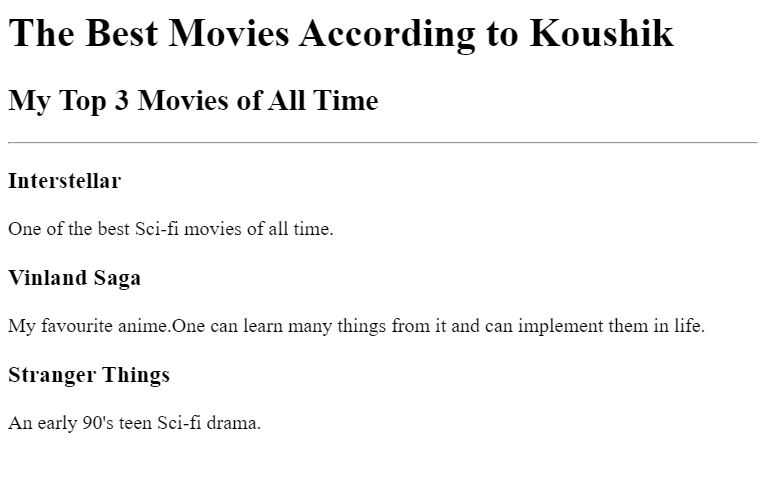 The Best Movies According to Koushik
My Top 3 Movies of All Time
Interstellar
One of the best Sci-fi movies of all time.
Vinland Saga
My favourite anime.One can learn many things from it and can implement them in life.
Stranger Things
An early 90's teen Sci-fi drama.